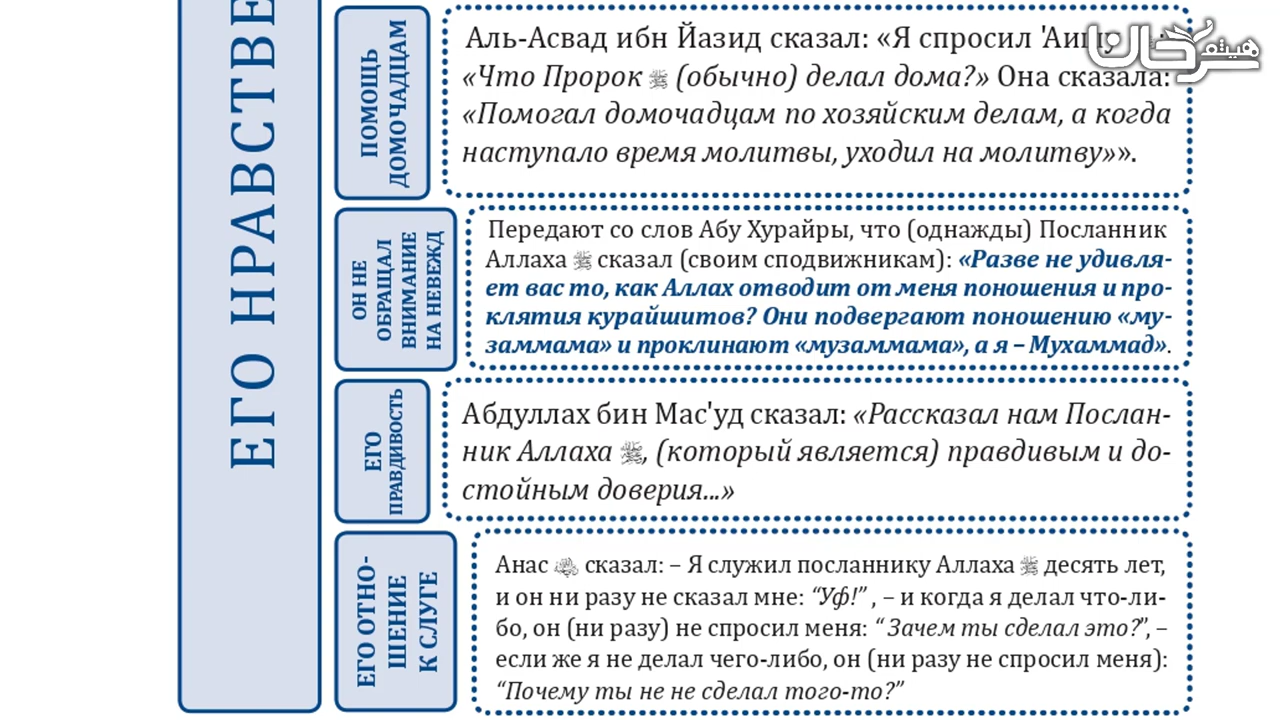 ЕГО НРАВСТВЕ
ПОМОЩЬ
ДОМОЧАДЦАМ
Аль-Асвад ибн Йазид сказал: «Я спросил 'Аишу
«Что Пророк ﷺ (обычно) делал дома?» Она сказала:
«Помогал домочадцам по хозяйским делам, а когда
наступало время молитвы, уходил на молитву»».
ОН НЕ
ОБРАЩАЛ
ВНИМАНИЕ
НА НЕВЕЖД
Передают со слов Абу Хурайры, что (однажды) Посланник
Аллаха ﷺ сказал (своим сподвижникам): «Разве не удивля-
ет вас то, как Аллах отводит от меня поношения и про-
клятия курайшитов? Они подвергают поношению «му-
заммама» и проклинают «музаммама», а я – Мухаммад».
ЕГО
ПРАВДИВОСТЬ
Абдуллах бин Мас'уд сказал: «Рассказал нам Послан-
ник Аллаха ﷺ, (который является) правдивым и до-
стойным доверия...»
ЕГО ОТНО-
ШЕНИЕ
К СЛУГЕ
Анас сказал: – Я служил посланнику Аллаха ﷺ десять лет,
и он ни разу не сказал мне: “Уф!” , – и когда я делал что-ли-
бо, он (ни разу) не спросил меня: “ Зачем ты сделал это?”, –
если же я не делал чего-либо, он (ни разу не спросил меня):
“Почему ты не не сделал того-то?”
هيثم سرحان